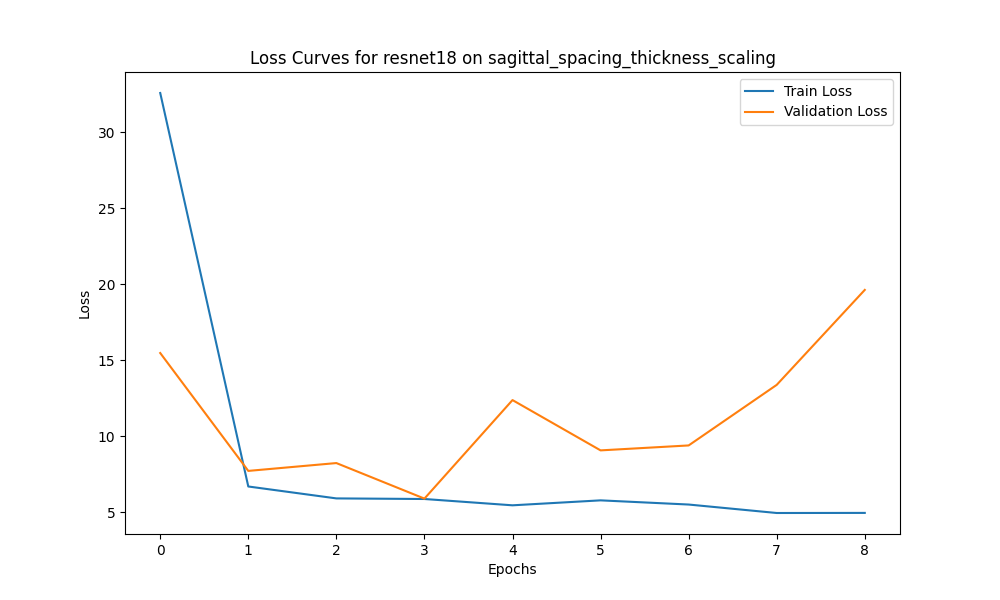 Loss Curves for resnet18 on sagittal_spacing_thickness_scaling
Train Loss
Validation Loss
30
25
20
15
10
5
Loss
0 1 2 3 4 5 6 7 8
Epochs